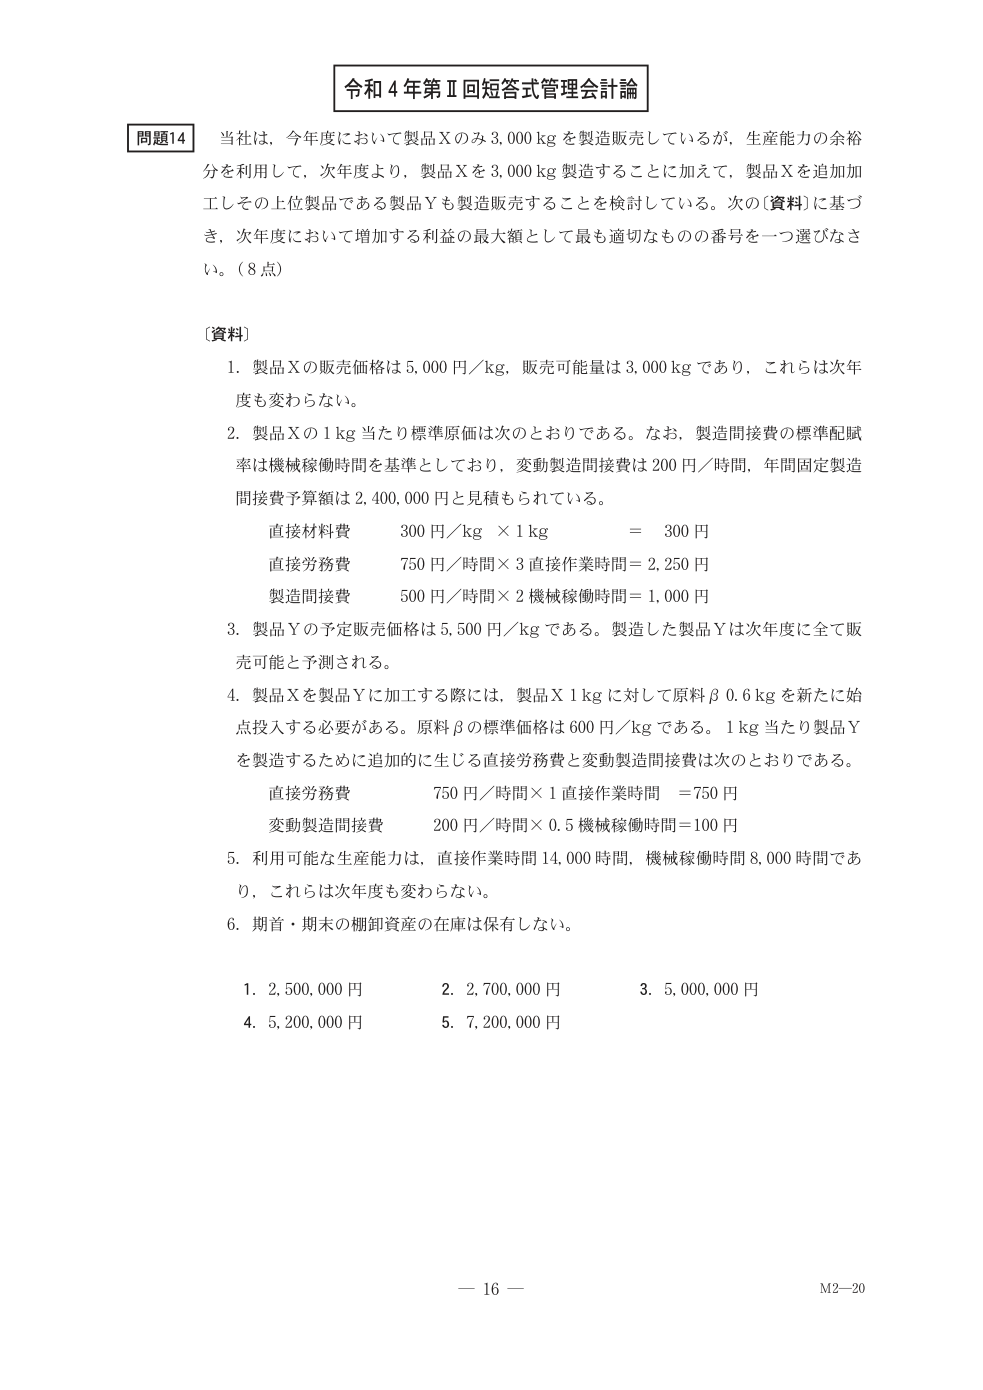 令和4年第Ⅱ回短答式管理会計論
問題14 当社は，今年度において製品Ｘのみ 3,000 kg を製造販売しているが，生産能力の余裕
分を利用して，次年度より，製品Ｘを 3,000 kg 製造することに加えて，製品Ｘを追加加
工しその上位製品である製品Ｙも製造販売することを検討している。次の〔資料〕に基づ
き，次年度において増加する利益の最大額として最も適切なものの番号を一つ選びなさ
い。（8点）
〔資料〕
1．製品Ｘの販売価格は 5,000 円／kg，販売可能量は 3,000 kg であり，これらは次年
度も変わらない。
2．製品Ｘの 1 kg 当たり標準原価は次のとおりである。なお，製造間接費の標準配賦
率は機械稼働時間を基準としており，変動製造間接費は 200 円／時間，年間固定製造
間接費予算額は 2,400,000 円と見積もられている。
直接材料費 300 円／kg × 1 kg ＝ 300 円
直接労務費 750 円／時間× 3 直接作業時間＝ 2,250 円
製造間接費 500 円／時間× 2 機械稼働時間＝ 1,000 円
3．製品Ｙの予定販売価格は 5,500 円／kg である。製造した製品Ｙは次年度に全て販
売可能と予測される。
4．製品Ｘを製品Ｙに加工する際には，製品Ｘ 1 kg に対して原料β 0.6 kg を新たに始
点投入する必要がある。原料βの標準価格は 600 円／kg である。1 kg 当たり製品Ｙ
を製造するために追加的に生じる直接労務費と変動製造間接費は次のとおりである。
直接労務費 750 円／時間× 1 直接作業時間 ＝750 円
変動製造間接費 200 円／時間× 0.5 機械稼働時間＝100 円
5．利用可能な生産能力は，直接作業時間 14,000 時間，機械稼働時間 8,000 時間であ
り，これらは次年度も変わらない。
6．期首・期末の棚卸資産の在庫は保有しない。
1．2,500,000 円 2．2,700,000 円 3．5,000,000 円
4．5,200,000 円 5．7,200,000 円
― 16 ― M2―20